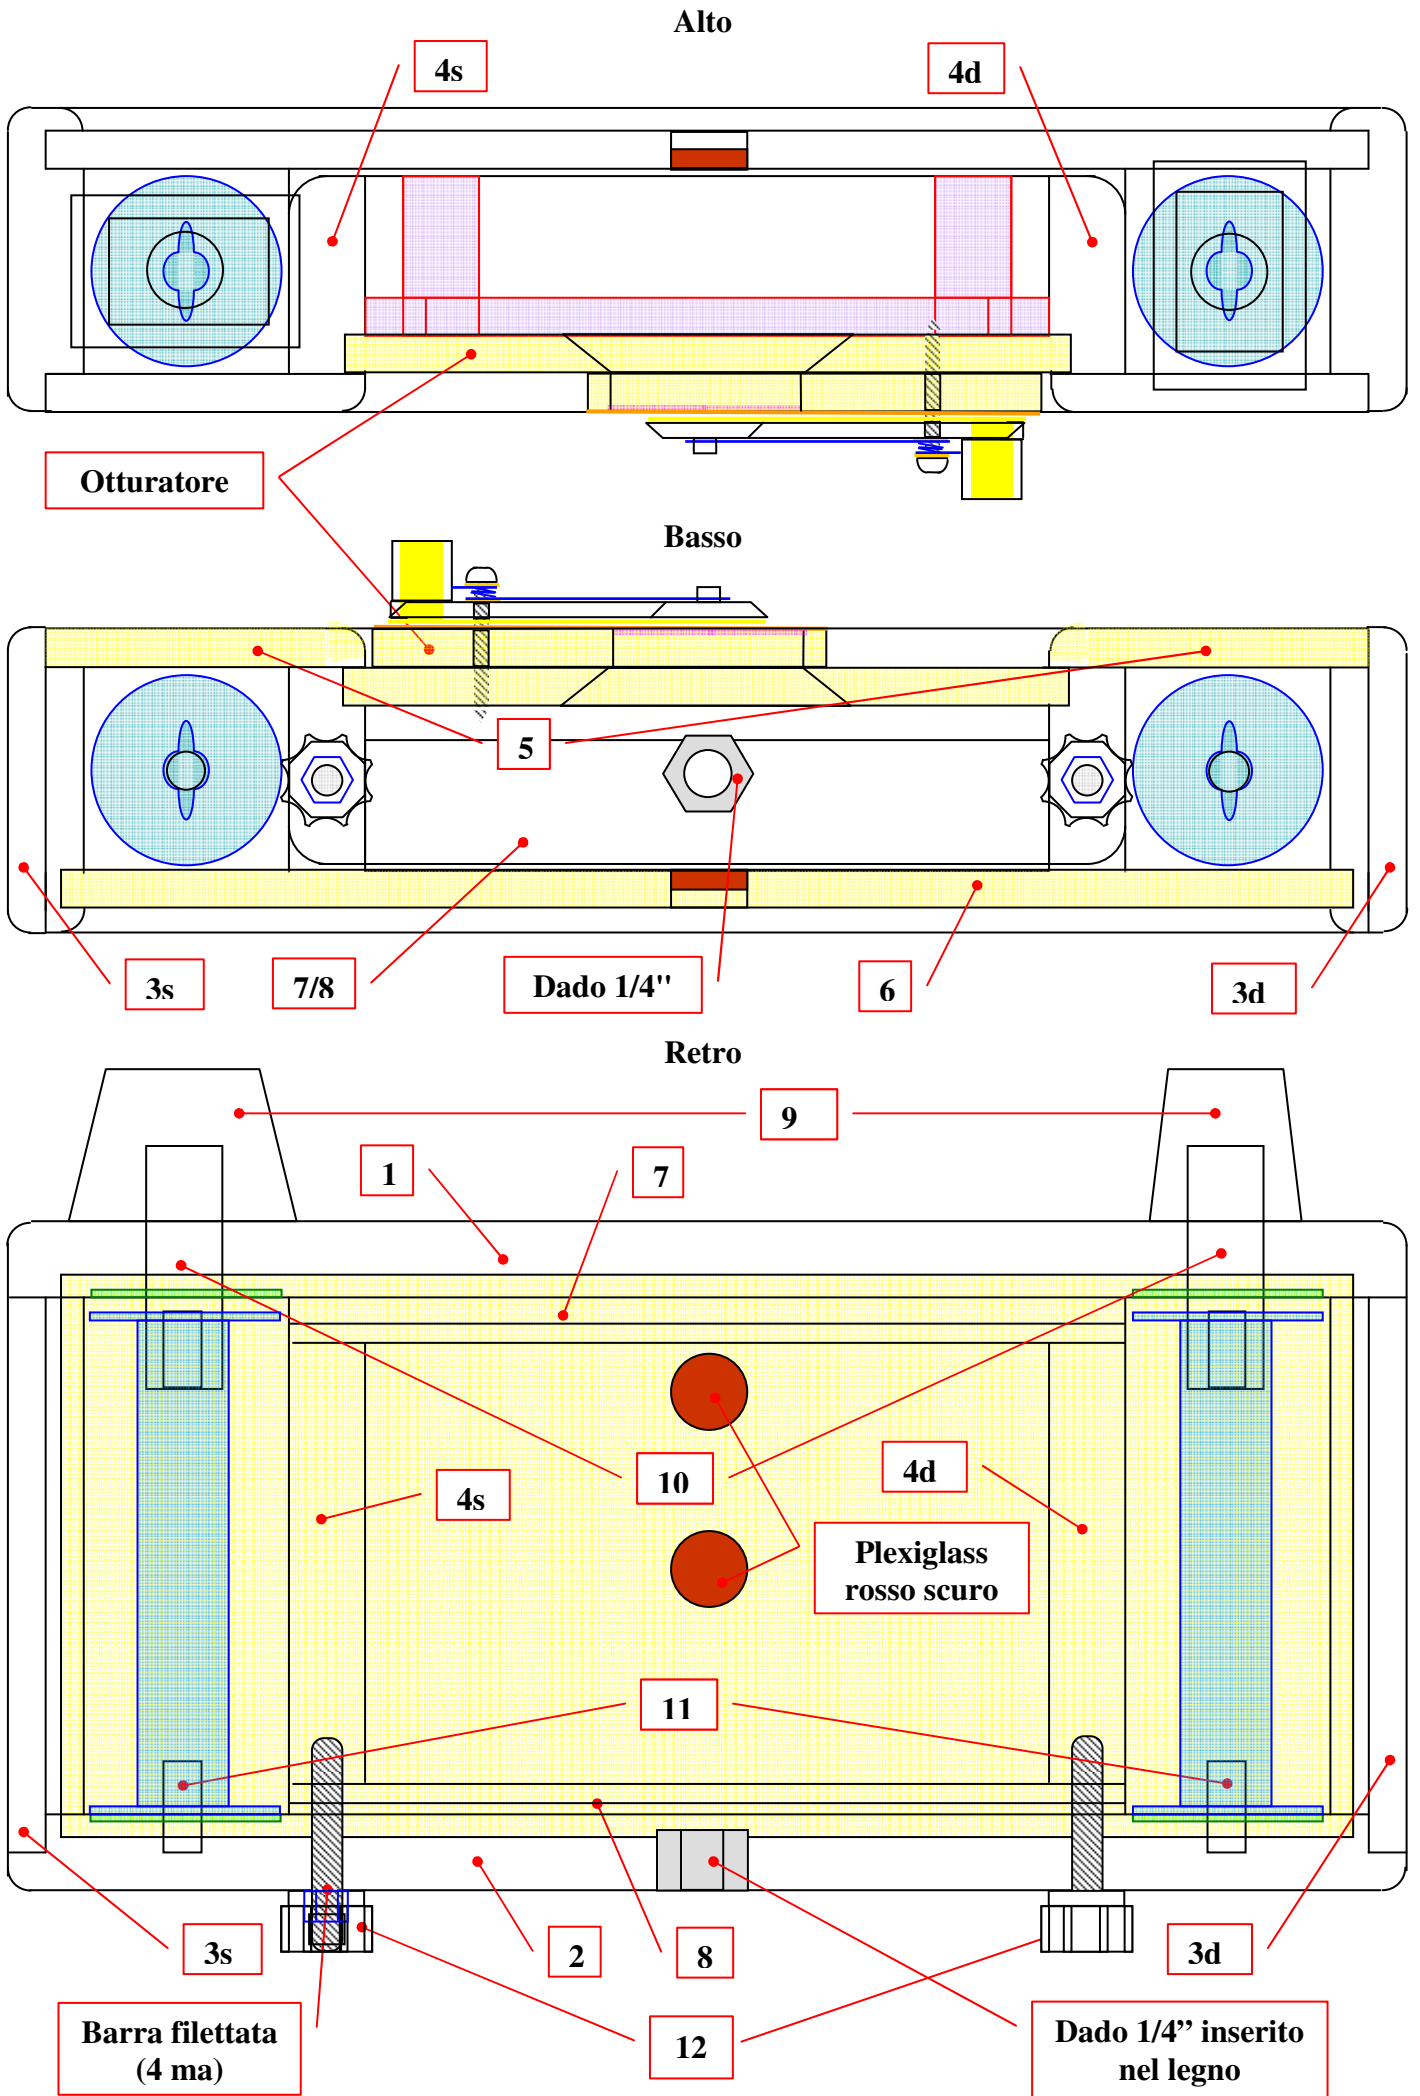 Alto
4s
4d
Otturatore
Basso
5
3s
7/8
Dado 1/4"
6
3d
Retro
9
1
7
10
4s
4d
Plexiglass
rosso scuro
11
3s
2
8
3d
Barra filettata
(4 ma)
12
Dado 1/4” inserito
nel legno